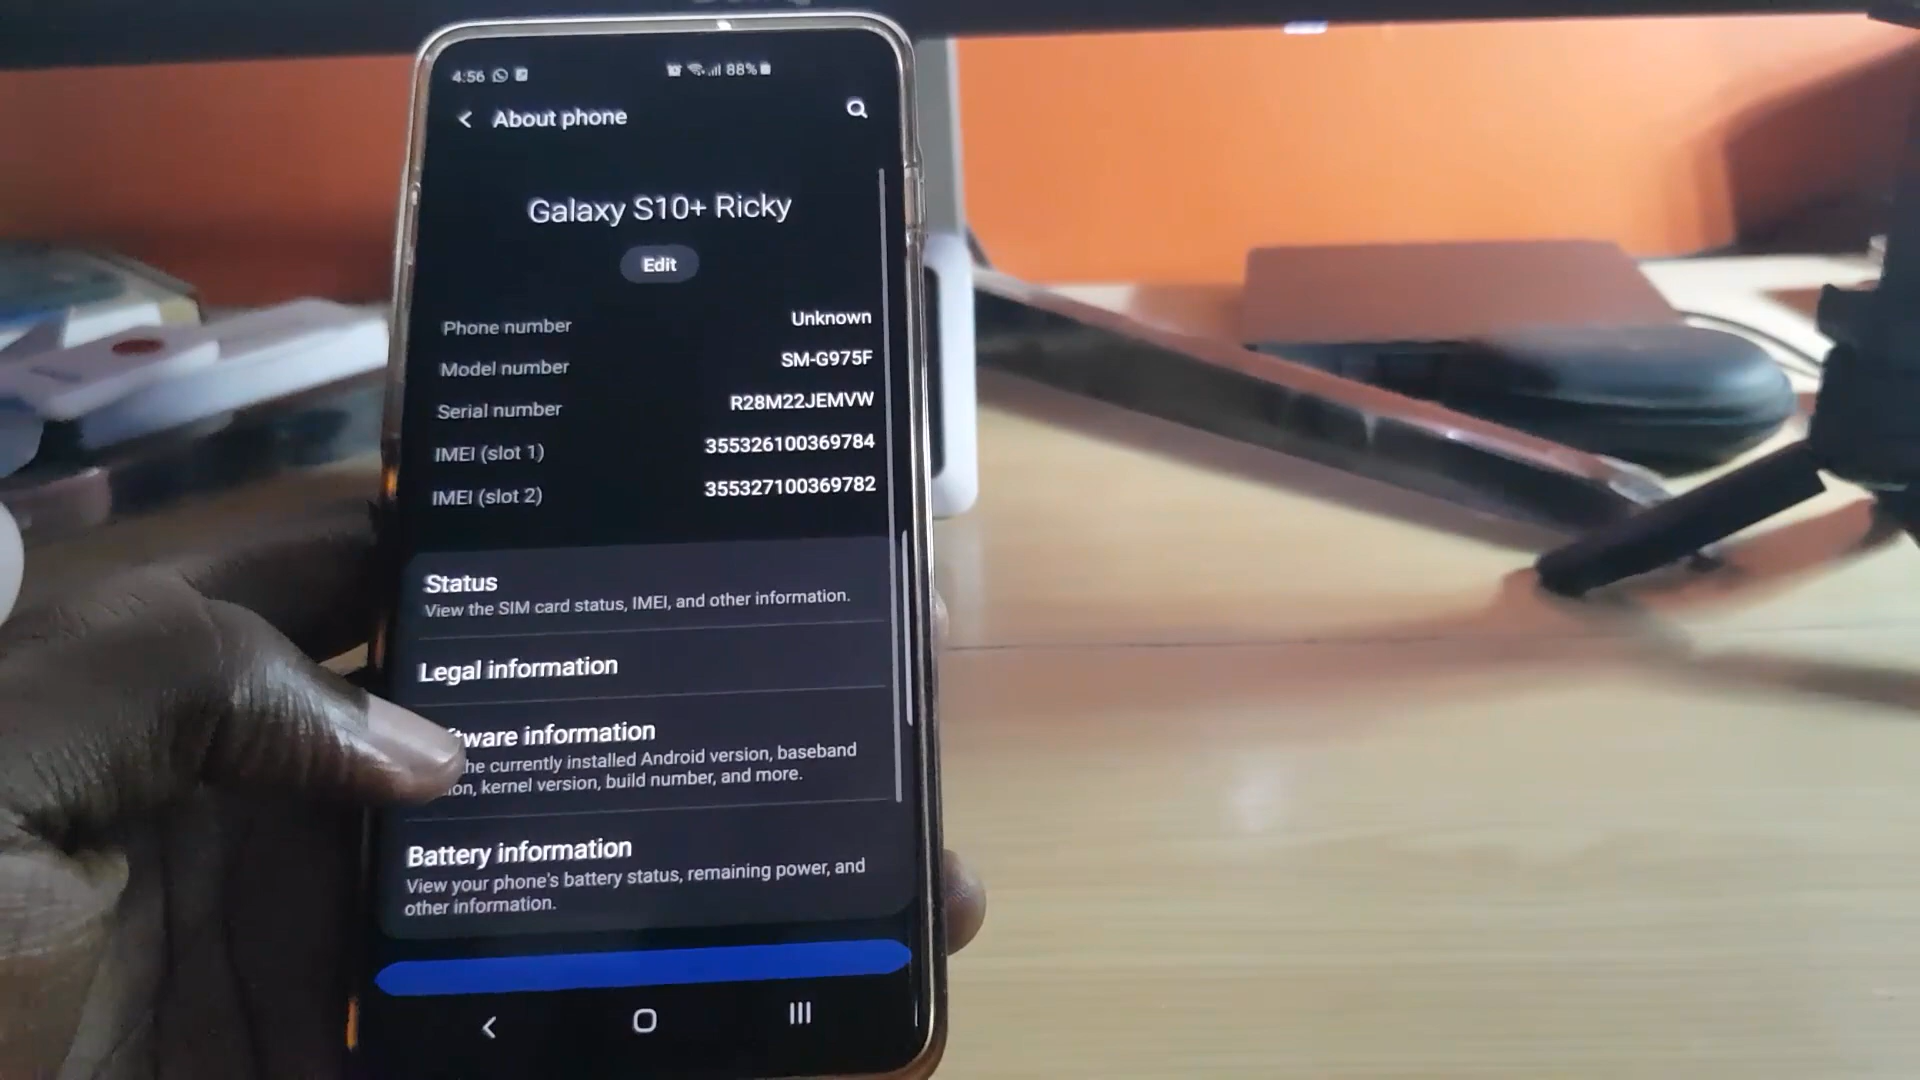 4:56
88%
About phone
Galaxy S10+ Ricky
Edit
Phone number Unknown
Model number SM-G975F
Serial number R28M22JEMVW
IMEI (slot 1) 355326100369784
IMEI (slot 2) 355327100369782
Status
View the SIM card status, IMEI, and other information.
Legal information
tware information
he currently installed Android version, baseband
on, kernel version, build number, and more.
Battery information
View your phone's battery status, remaining power, and
other information.